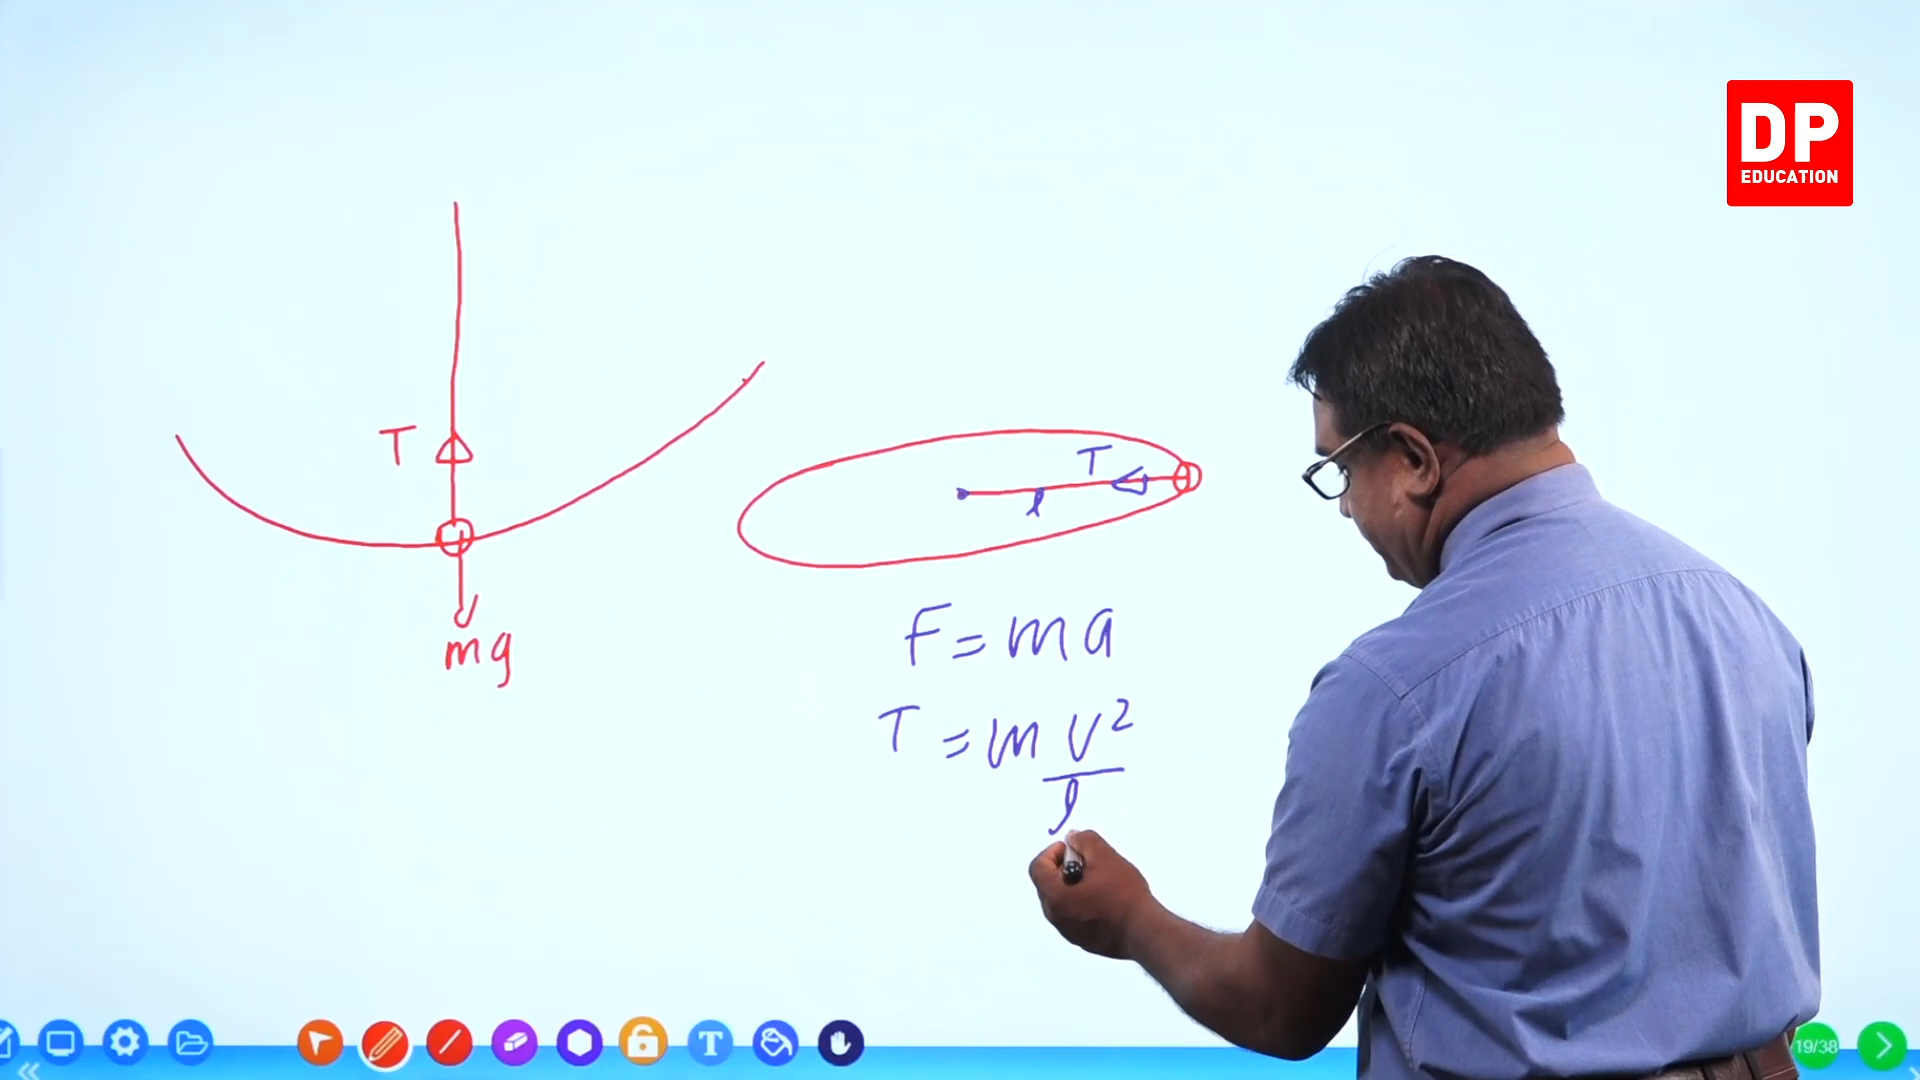 DP
EDUCATION
T
mg
T
l
F = ma
T = m v²
l
T
19/38